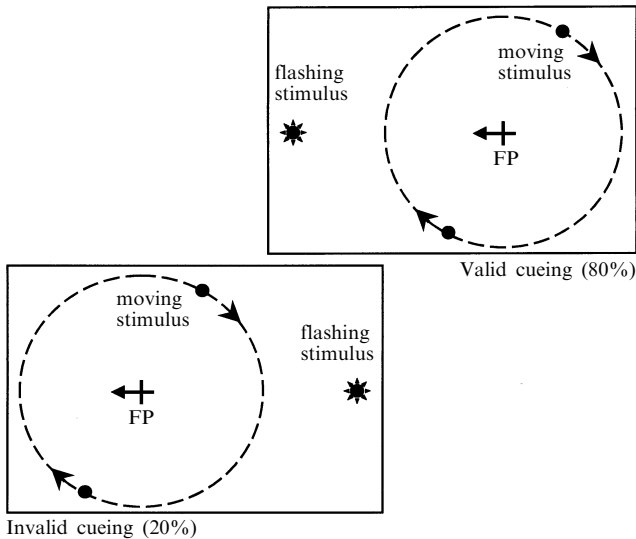 flashing
stimulus
moving
stimulus
FP
Valid cueing (80%)
moving
stimulus
flashing
stimulus
FP
Invalid cueing (20%)